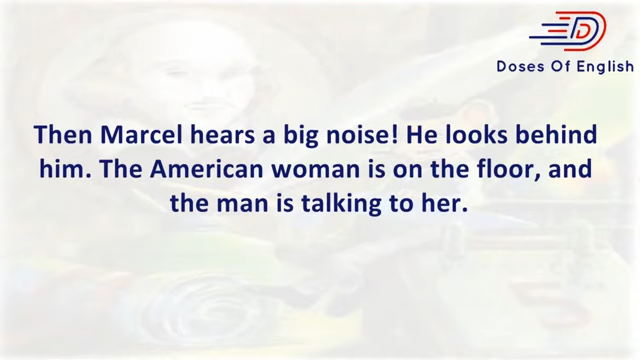 Doses Of English
Then Marcel hears a big noise! He looks behind
him. The American woman is on the floor, and
the man is talking to her.